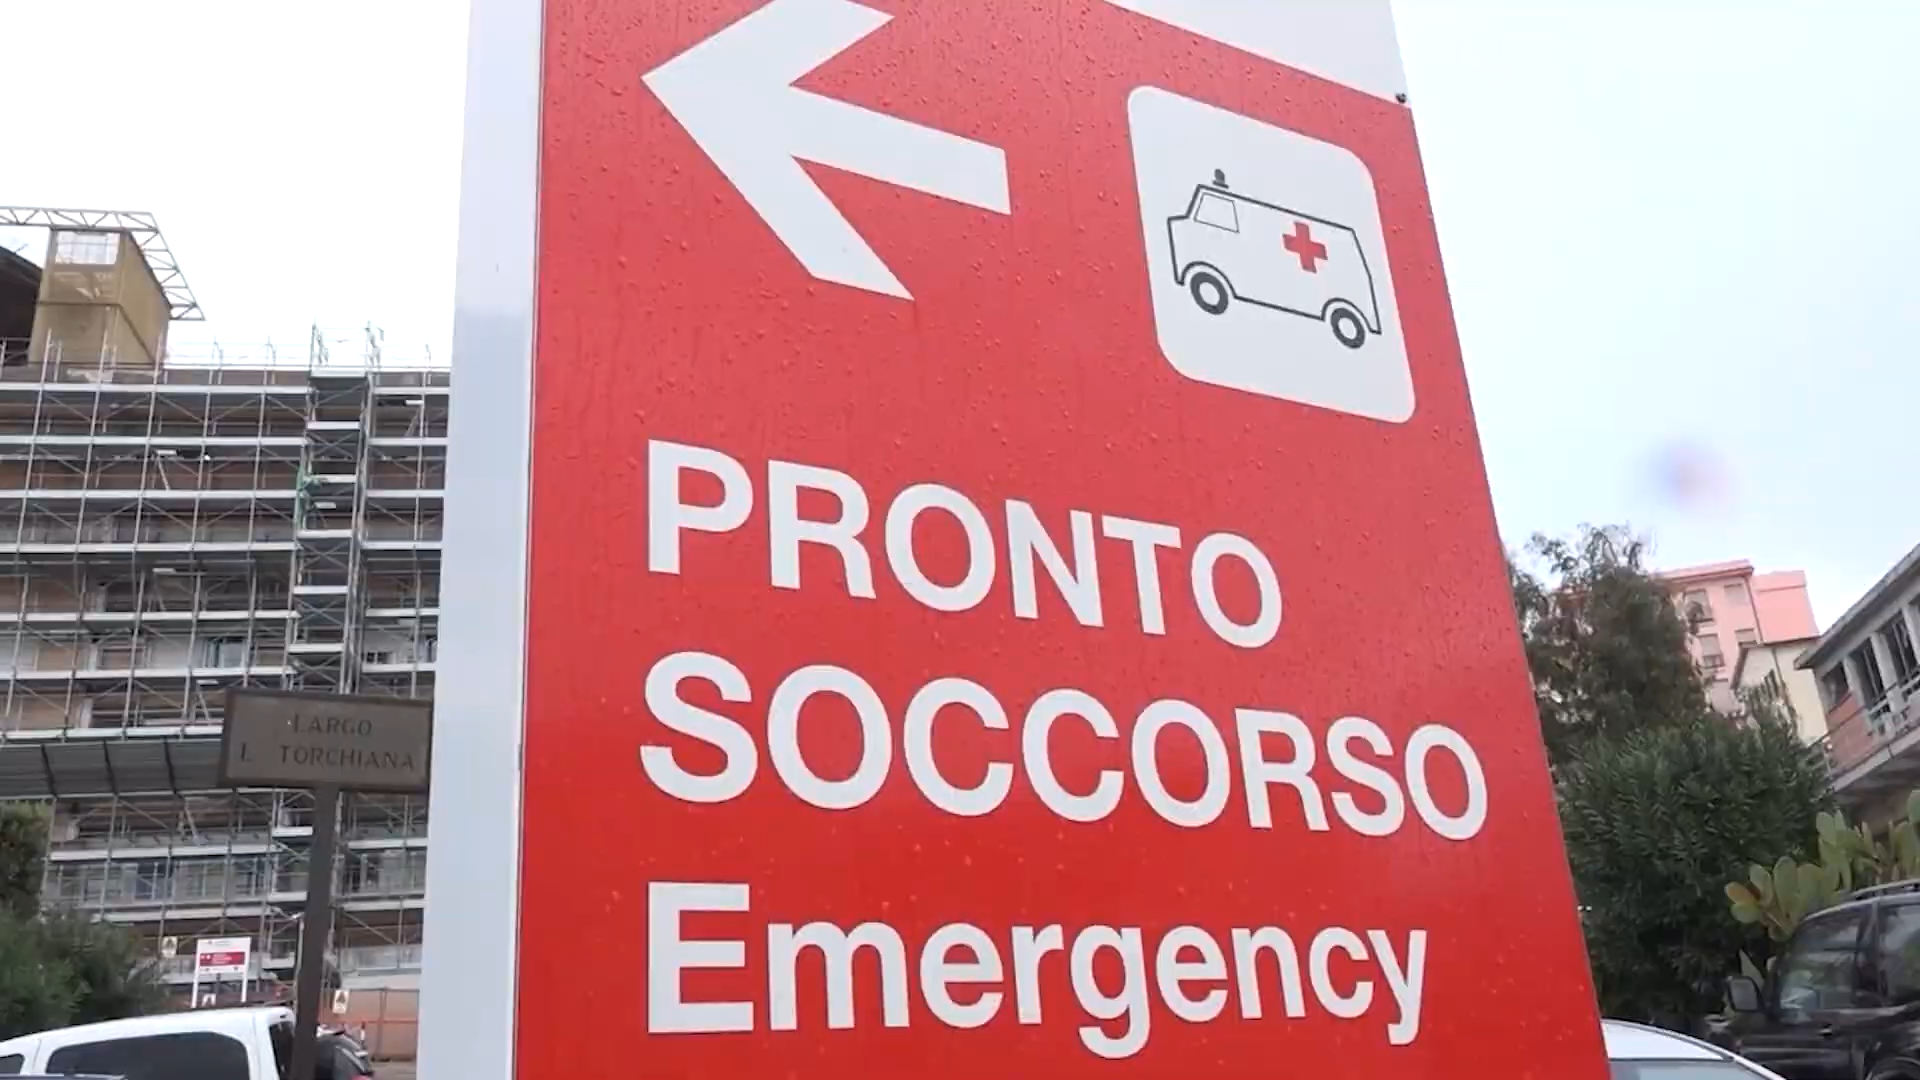 PRONTO
SOCCORSO
Emergency
LARGO
L TORCHIANA